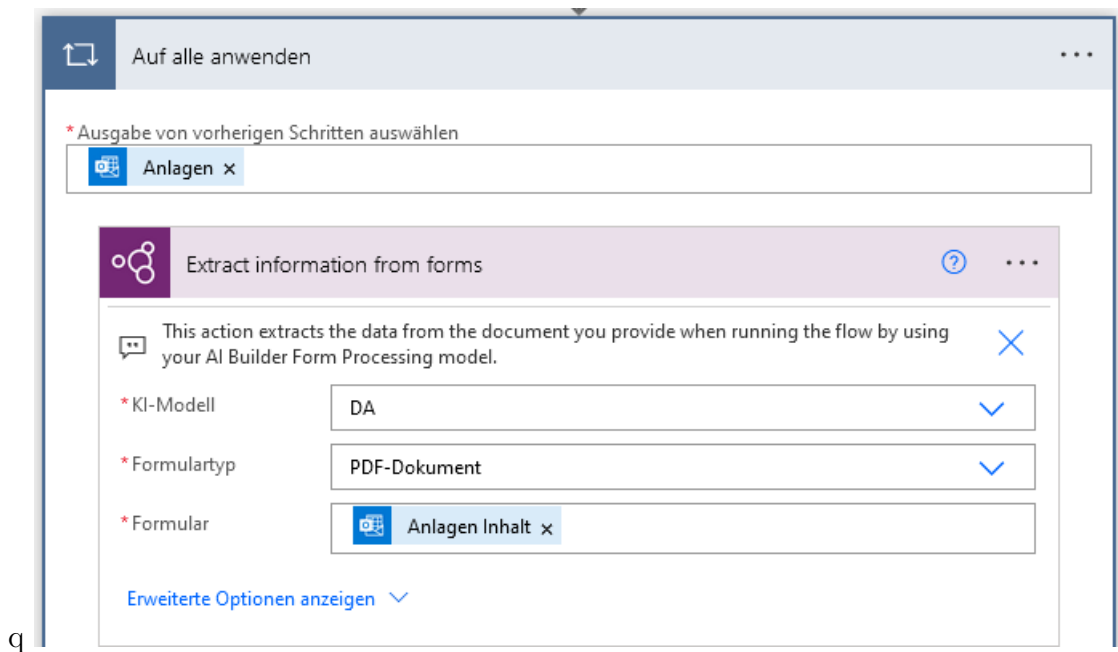 Auf alle anwenden
* Ausgabe von vorherigen Schritten auswählen
Anlagen
Extract information from forms
This action extracts the data from the document you provide when running the flow by using
your AI Builder Form Processing model.
* KI-Modell
DA
* Formulartyp
PDF-Dokument
* Formular
Anlagen Inhalt
Erweiterte Optionen anzeigen
q